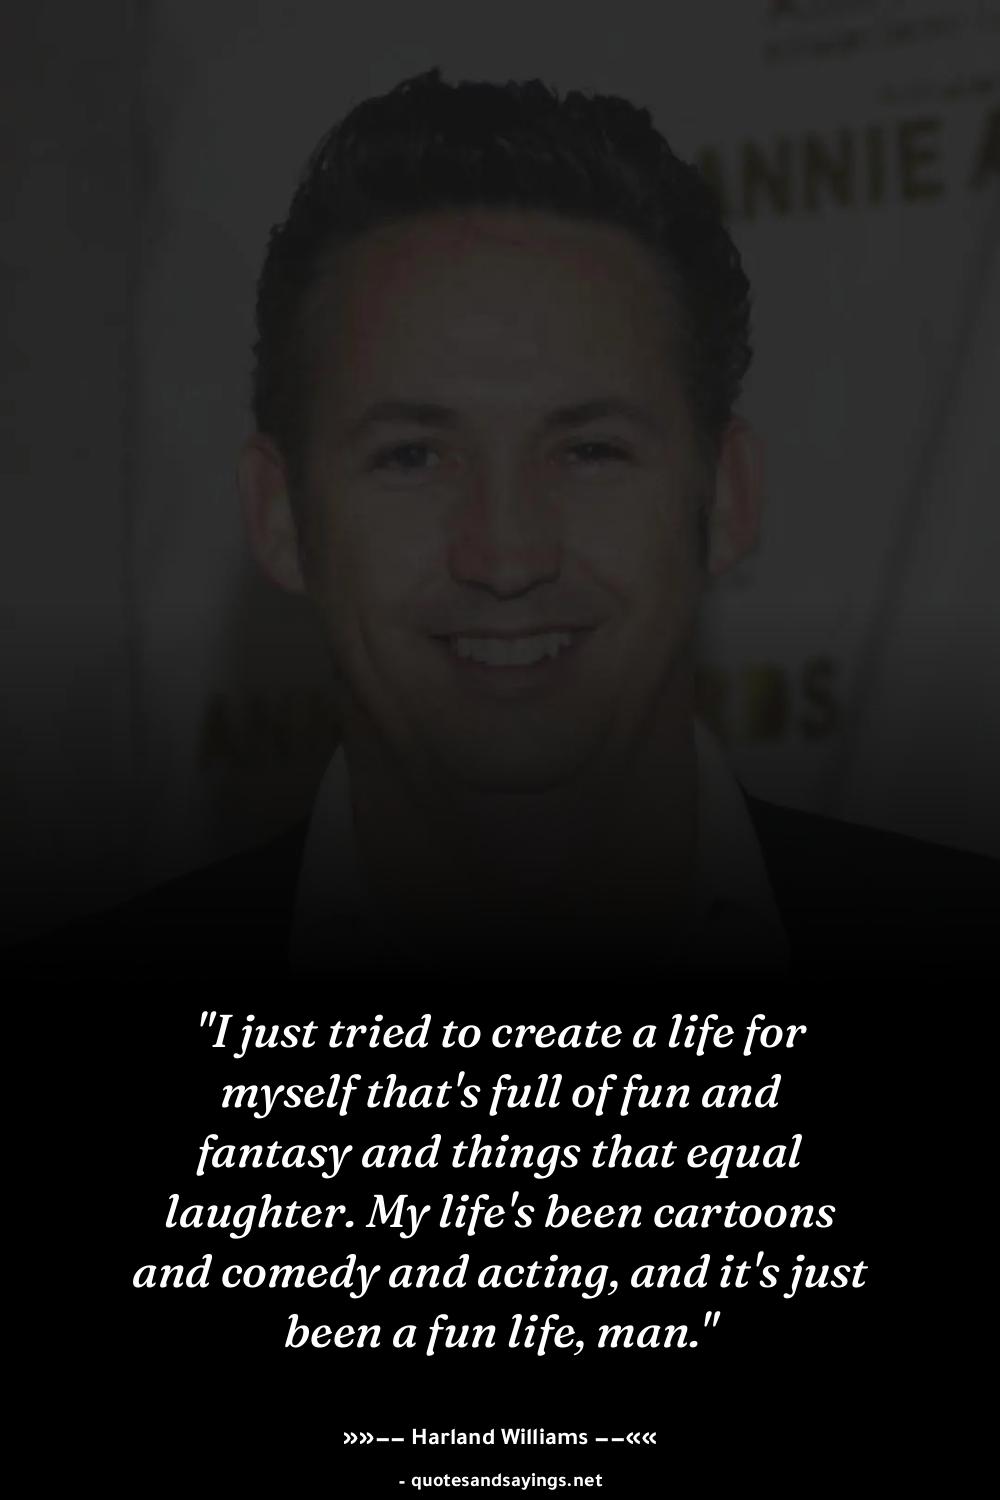 ANNIE A
"I just tried to create a life for
myself that's full of fun and
fantasy and things that equal
laughter. My life's been cartoons
and comedy and acting, and it's just
been a fun life, man."
»»−− Harland Williams −−««
- quotesandsayings.net